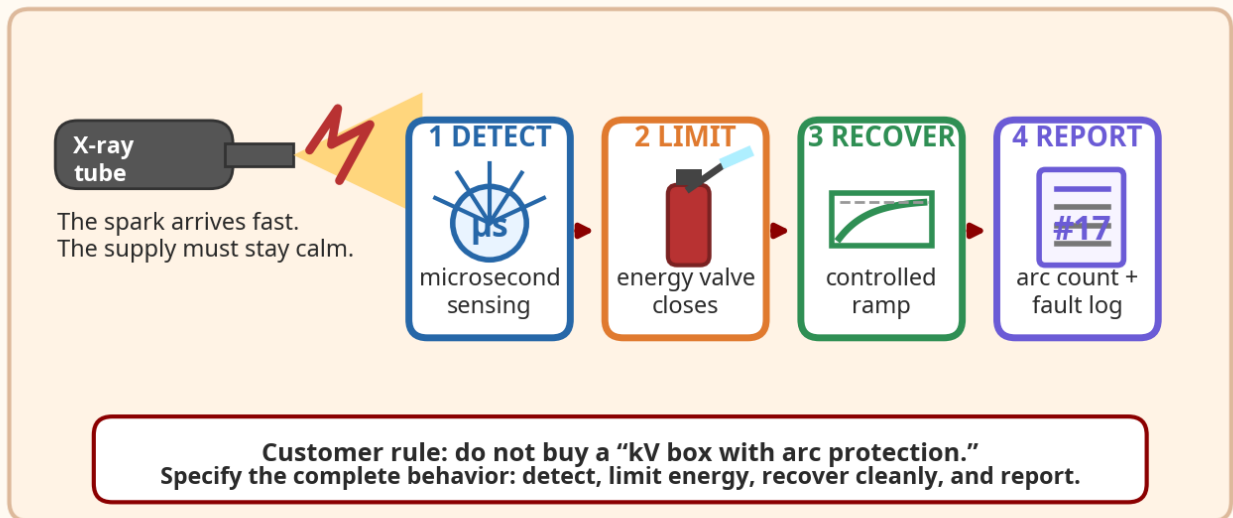 X-ray
tube
The spark arrives fast.
The supply must stay calm.
1 DETECT
μs
microsecond
sensing
2 LIMIT
energy valve
closes
3 RECOVER
controlled
ramp
4 REPORT
#17
arc count +
fault log
Customer rule: do not buy a “kV box with arc protection.”
Specify the complete behavior: detect, limit energy, recover cleanly, and report.